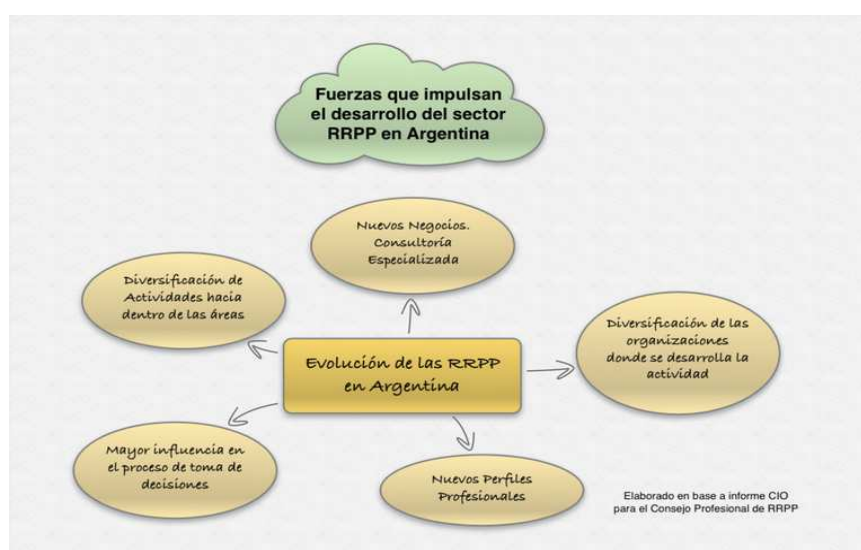 Fuerzas que impulsan
el desarrollo del sector
RRPP en Argentina
Nuevos Negocios.
Consultoría
Especializada
Diversificación de
Actividades hacia
dentro de las áreas
Diversificación de las
organizaciones
donde se desarrolla la
actividad
Evolución de las RRPP
en Argentina
Mayor influencia en
el proceso de toma de
decisiones
Nuevos Perfiles
Profesionales
Elaborado en base a informe CIO
para el Consejo Profesional de RRPP